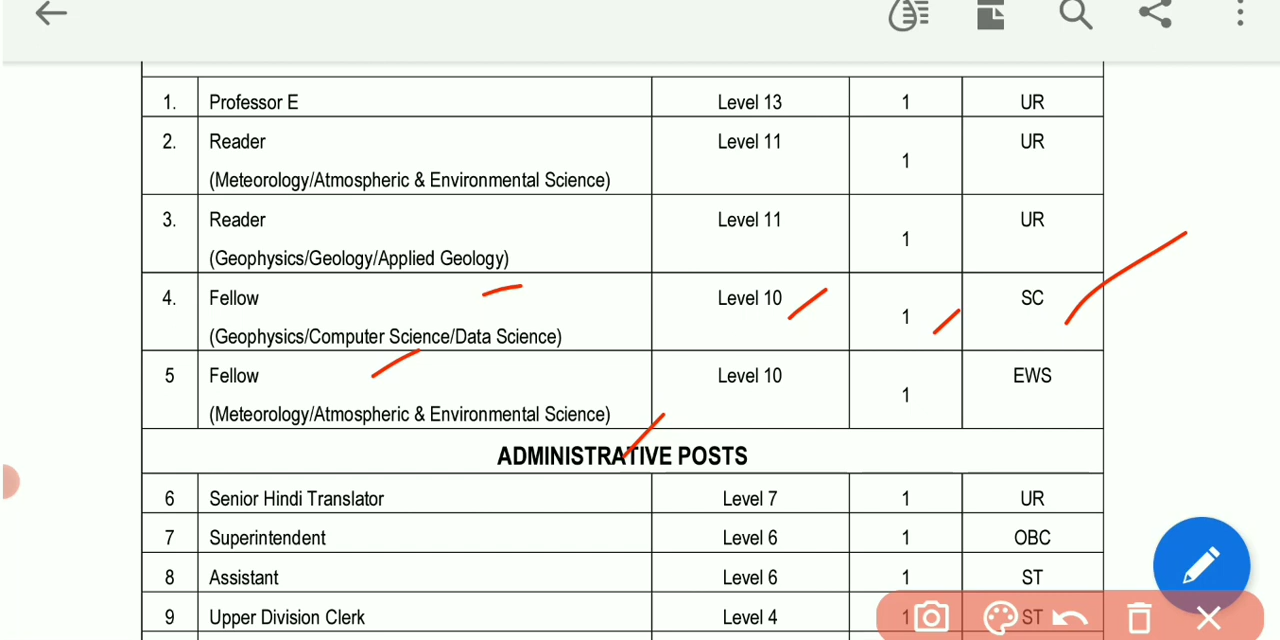 1. Professor E Level 13 1 UR
2. Reader Level 11 UR
(Meteorology/Atmospheric & Environmental Science) 1
3. Reader Level 11 UR
(Geophysics/Geology/Applied Geology) 1
4. Fellow Level 10 SC
(Geophysics/Computer Science/Data Science) 1
5 Fellow Level 10 EWS
(Meteorology/Atmospheric & Environmental Science) 1
ADMINISTRATIVE POSTS
6 Senior Hindi Translator Level 7 1 UR
7 Superintendent Level 6 1 OBC
8 Assistant Level 6 1 ST
9 Upper Division Clerk Level 4 1 ST